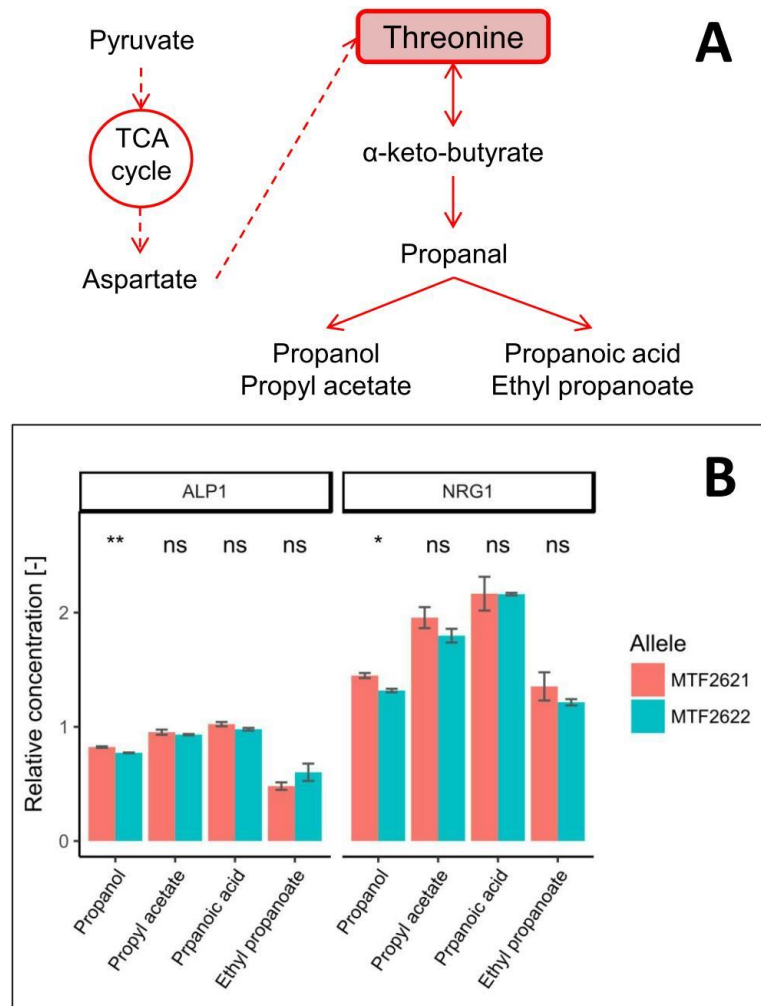 A
Pyruvate
Threonine
TCA
cycle
α-keto-butyrate
Aspartate
Propanal
Propanol
Propyl acetate
Propanoic acid
Ethyl propanoate
B
ALP1
NRG1
** ns ns ns
* ns ns ns
Relative concentration [-]
2
1
0
Propanol
Propyl acetate
Prpanoic acid
Ethyl propanoate
Propanol
Propyl acetate
Prpanoic acid
Ethyl propanoate
Allele
MTF2621
MTF2622